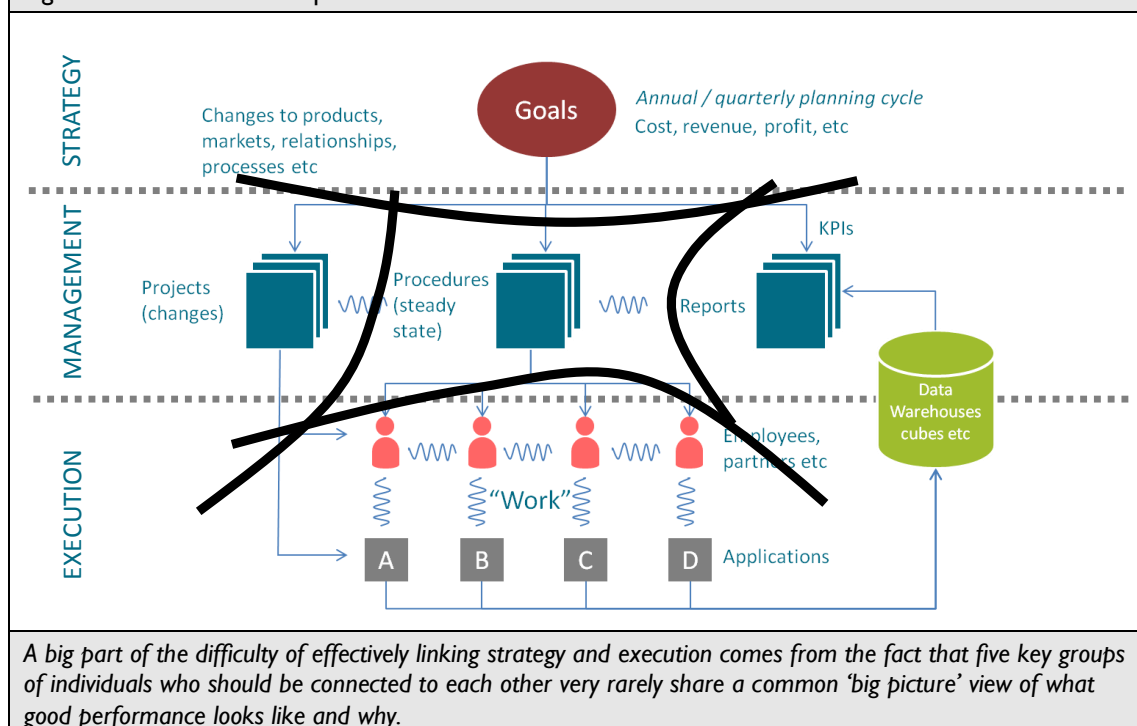 STRATEGY
Goals
Annual / quarterly planning cycle
Cost, revenue, profit, etc
Changes to products,
markets, relationships,
processes etc
MANAGEMENT
KPIs
Projects
(changes)
Procedures
(steady
state)
Reports
Data
Warehouses
cubes etc
EXECUTION
Employees,
partners etc
"Work"
A
B
C
D
Applications
A big part of the difficulty of effectively linking strategy and execution comes from the fact that five key groups
of individuals who should be connected to each other very rarely share a common ‘big picture’ view of what
good performance looks like and why.